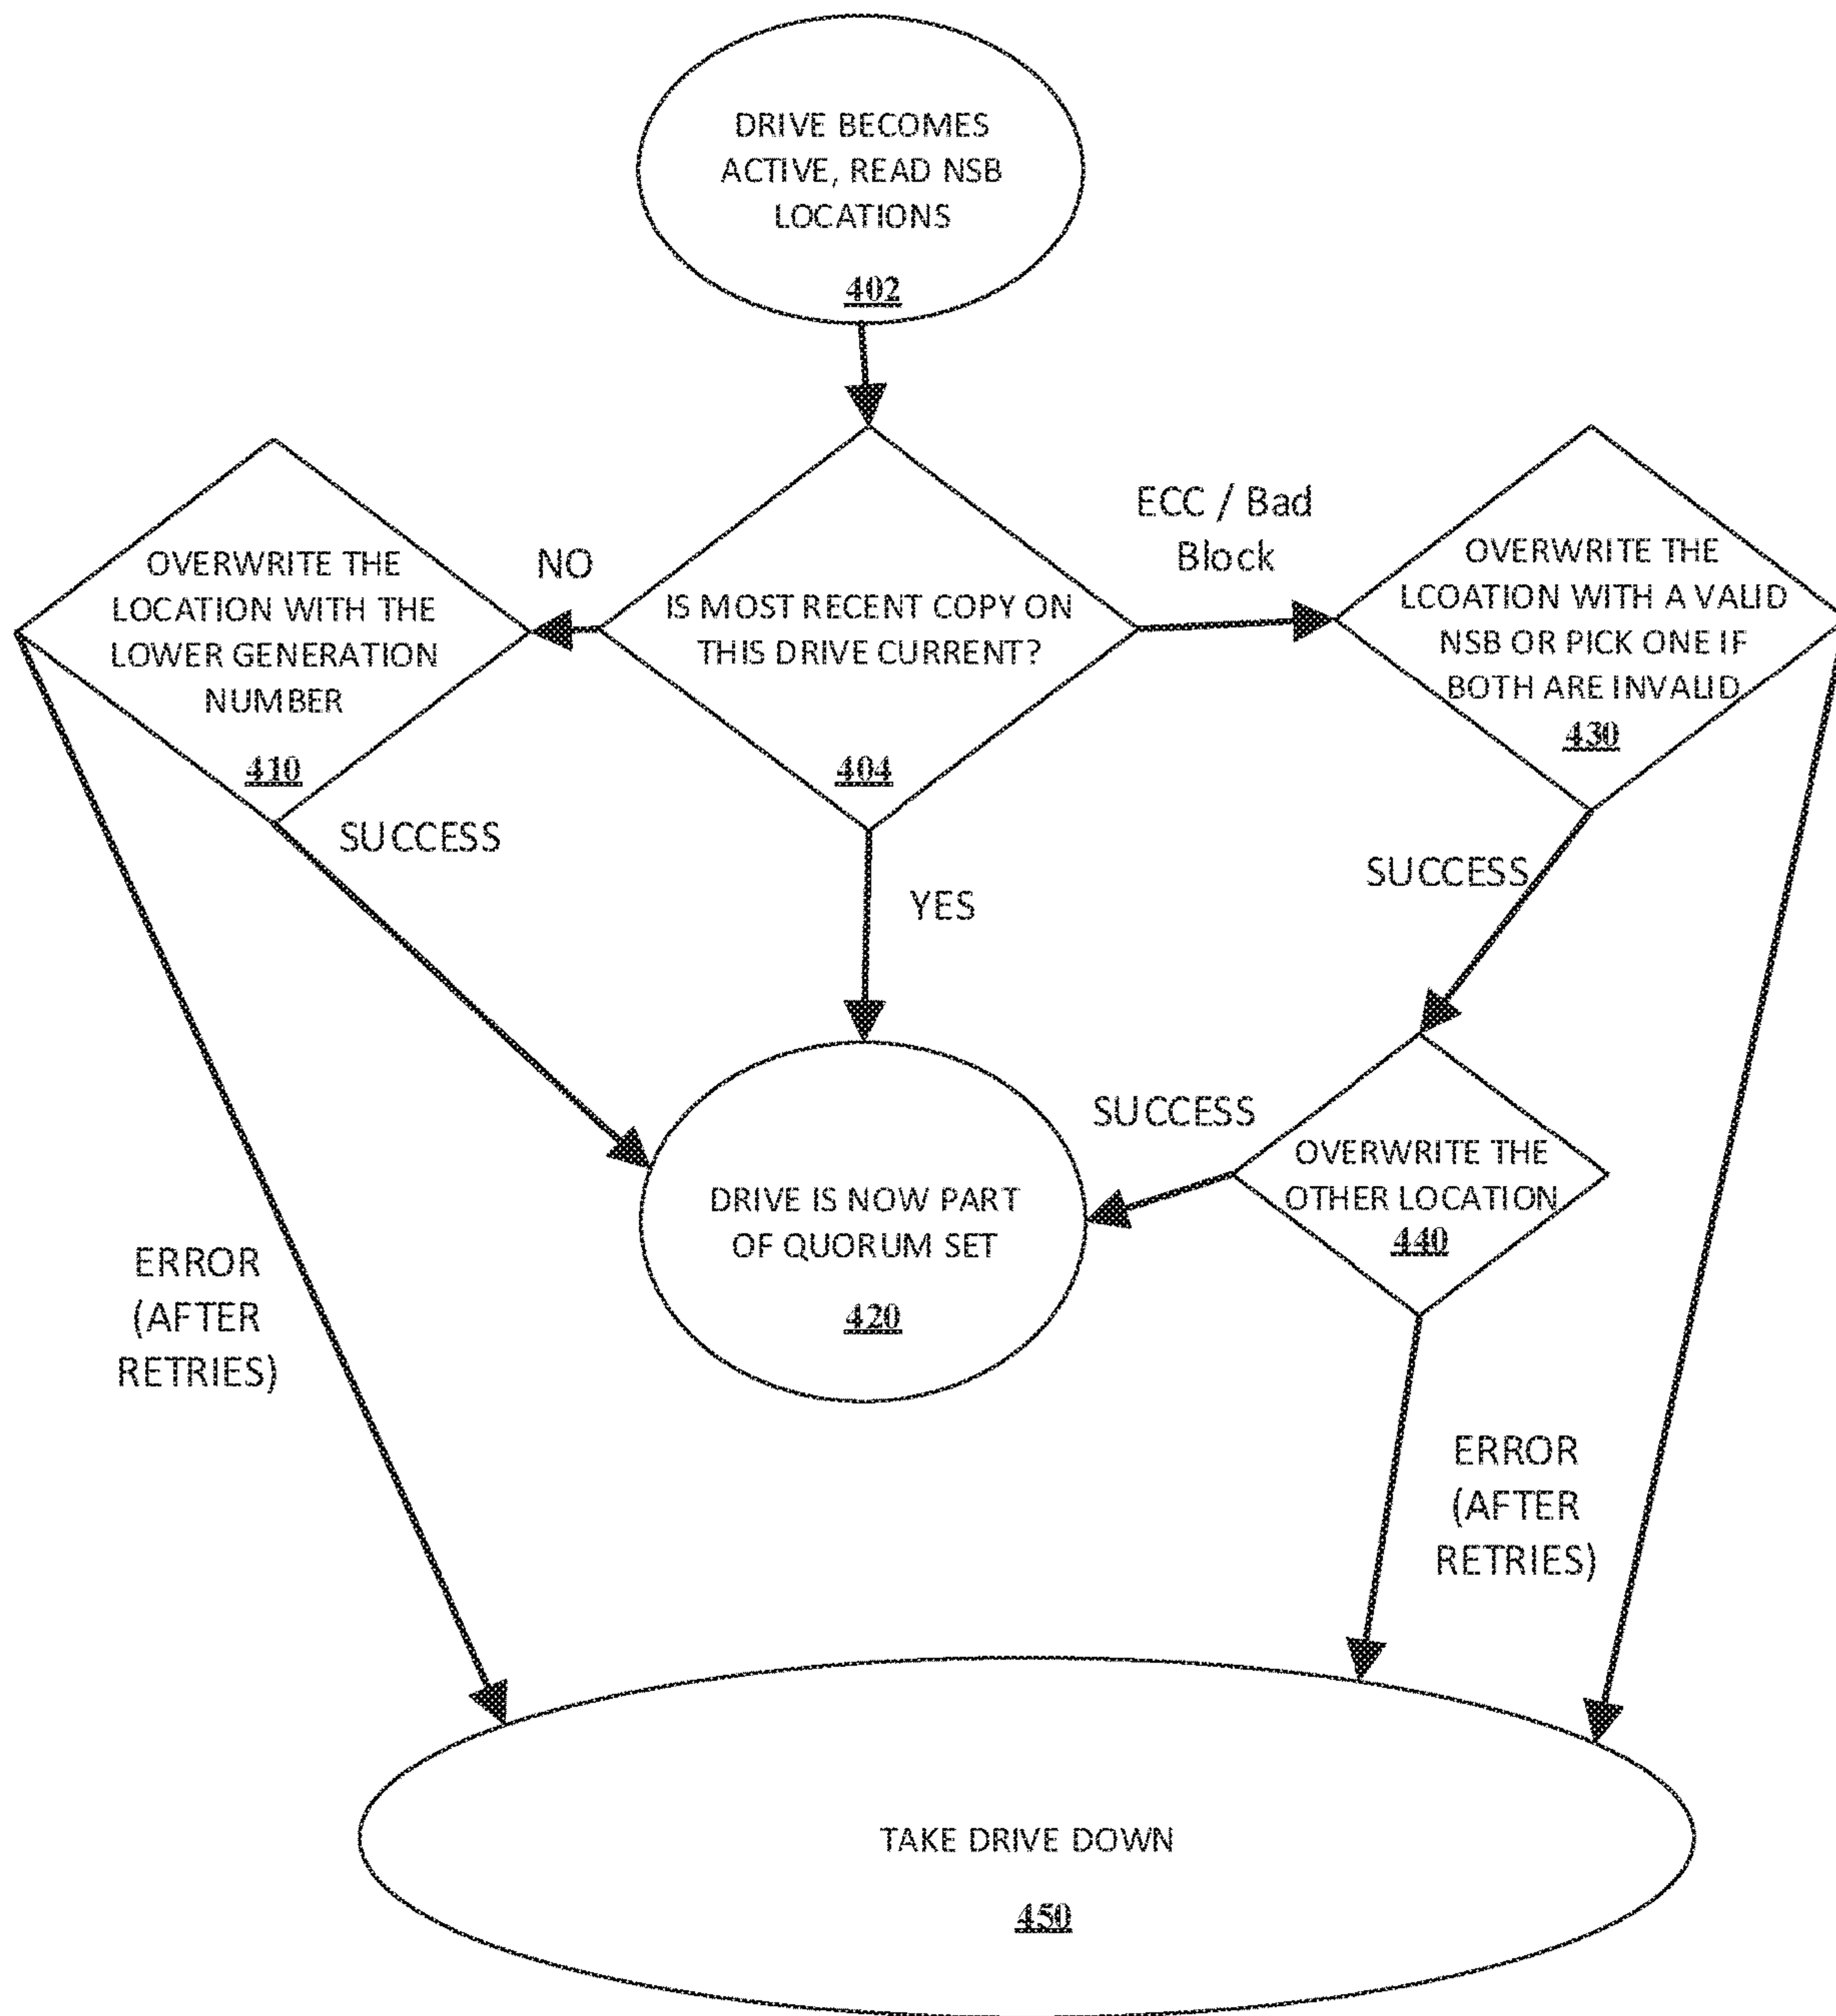 DRIVE BECOMES
ACTIVE, READ NSB
LOCATIONS
402
OVERWRITE THE
LOCATION WITH THE
LOWER GENERATION
NUMBER
410
NO
IS MOST RECENT COPY ON
THIS DRIVE CURRENT?
404
ECC / Bad
Block
OVERWRITE THE
LCOATION WITH A VALID
NSB OR PICK ONE IF
BOTH ARE INVALID
430
SUCCESS
YES
SUCCESS
SUCCESS
OVERWRITE THE
OTHER LOCATION
440
DRIVE IS NOW PART
OF QUORUM SET
420
ERROR
(AFTER
RETRIES)
ERROR
(AFTER
RETRIES)
TAKE DRIVE DOWN
450